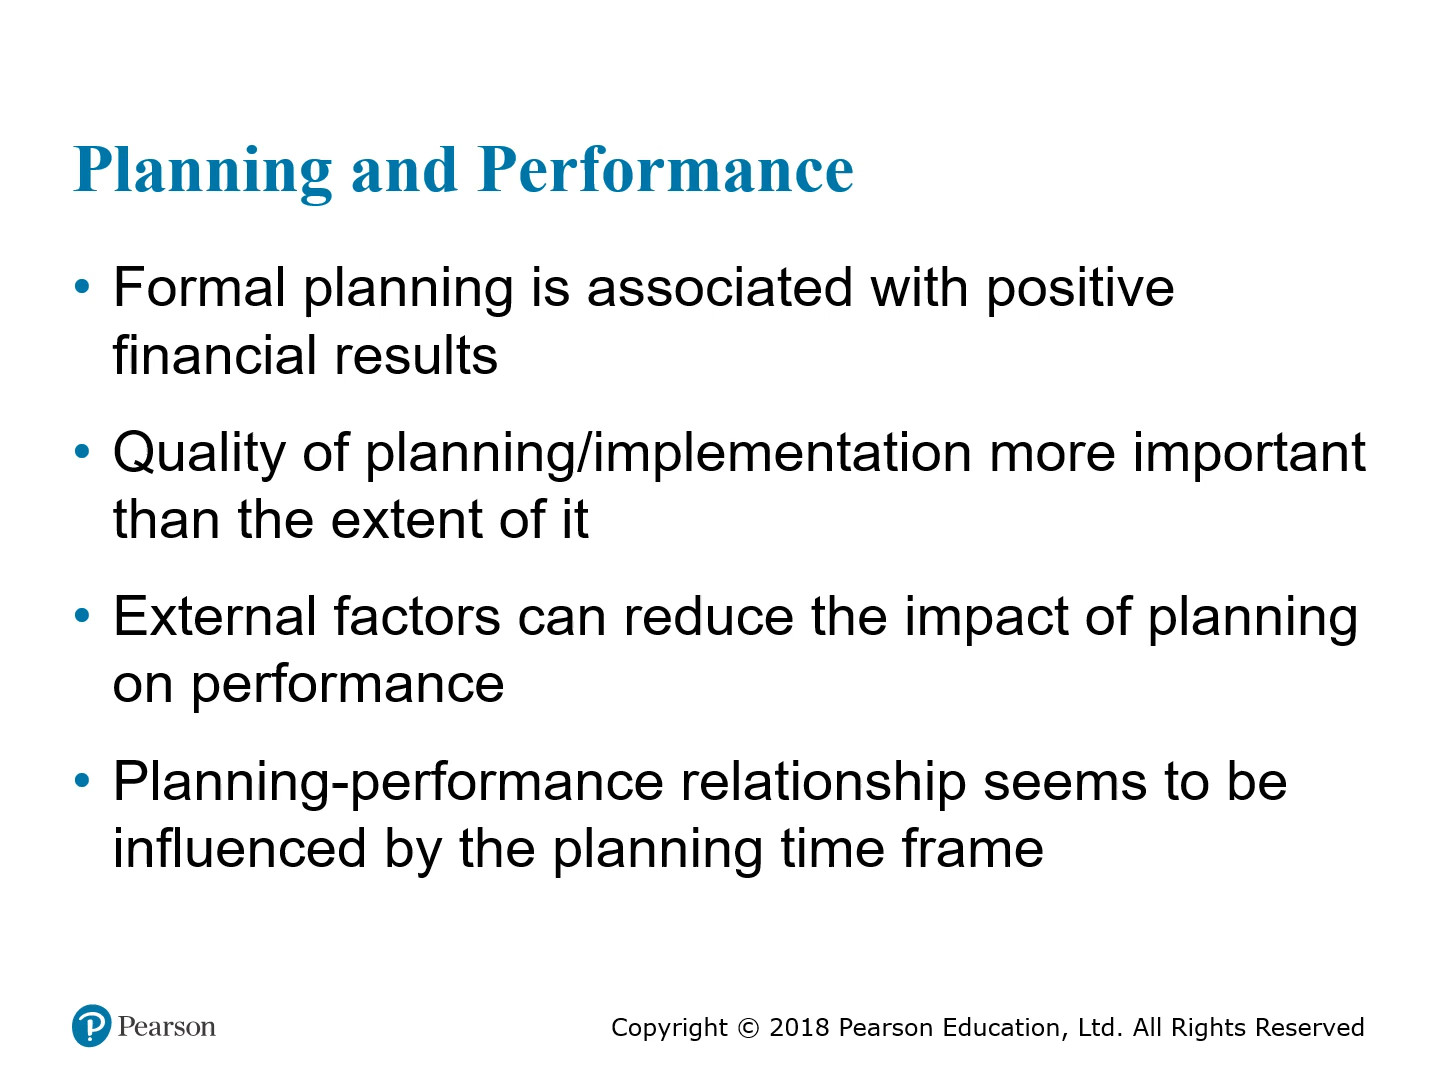 Planning and Performance
• Formal planning is associated with positive
financial results
• Quality of planning/implementation more important
than the extent of it
• External factors can reduce the impact of planning
on performance
• Planning-performance relationship seems to be
influenced by the planning time frame
Pearson
Copyright © 2018 Pearson Education, Ltd. All Rights Reserved